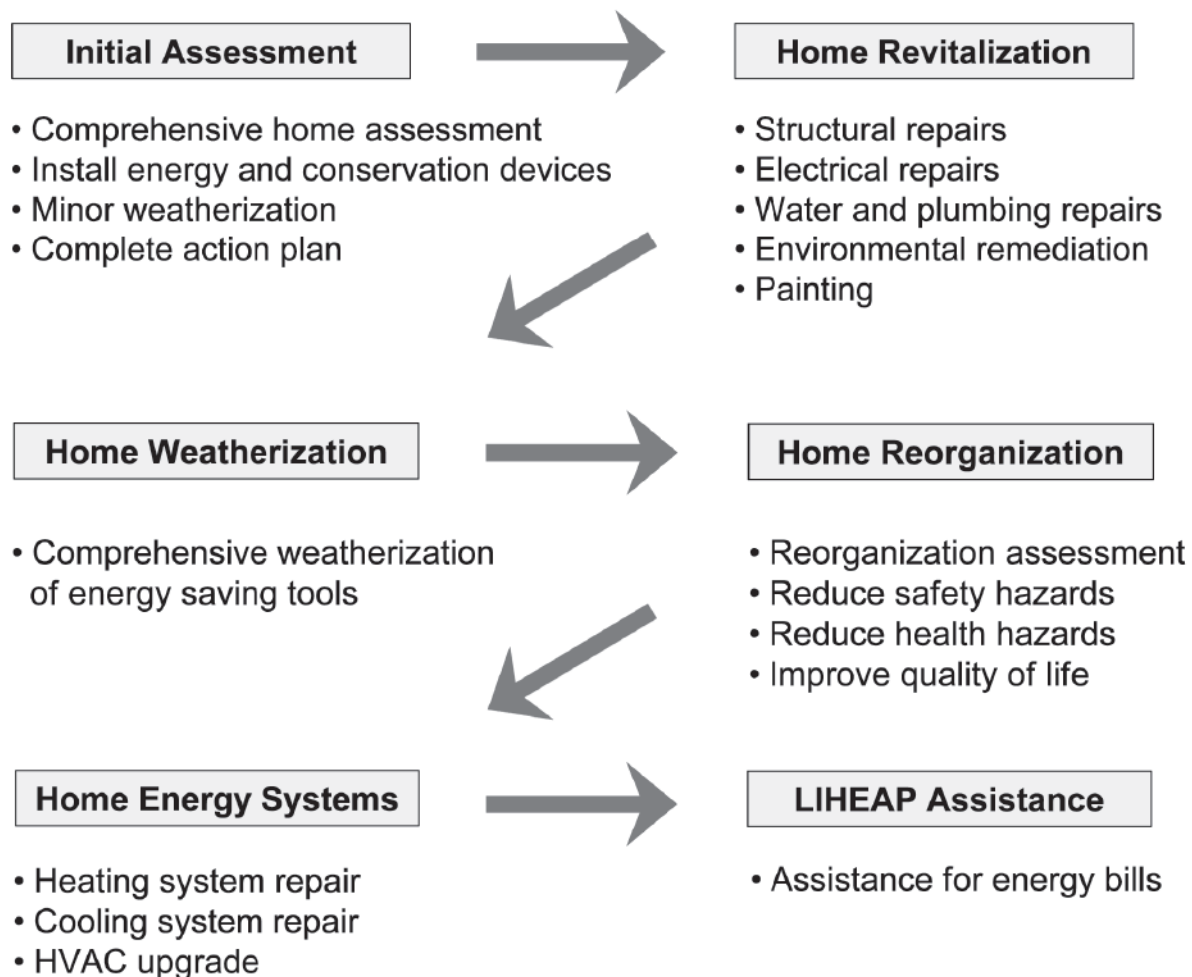 Initial Assessment
• Comprehensive home assessment
• Install energy and conservation devices
• Minor weatherization
• Complete action plan
Home Revitalization
• Structural repairs
• Electrical repairs
• Water and plumbing repairs
• Environmental remediation
• Painting
Home Weatherization
• Comprehensive weatherization
of energy saving tools
Home Reorganization
• Reorganization assessment
• Reduce safety hazards
• Reduce health hazards
• Improve quality of life
Home Energy Systems
• Heating system repair
• Cooling system repair
• HVAC upgrade
LIHEAP Assistance
• Assistance for energy bills